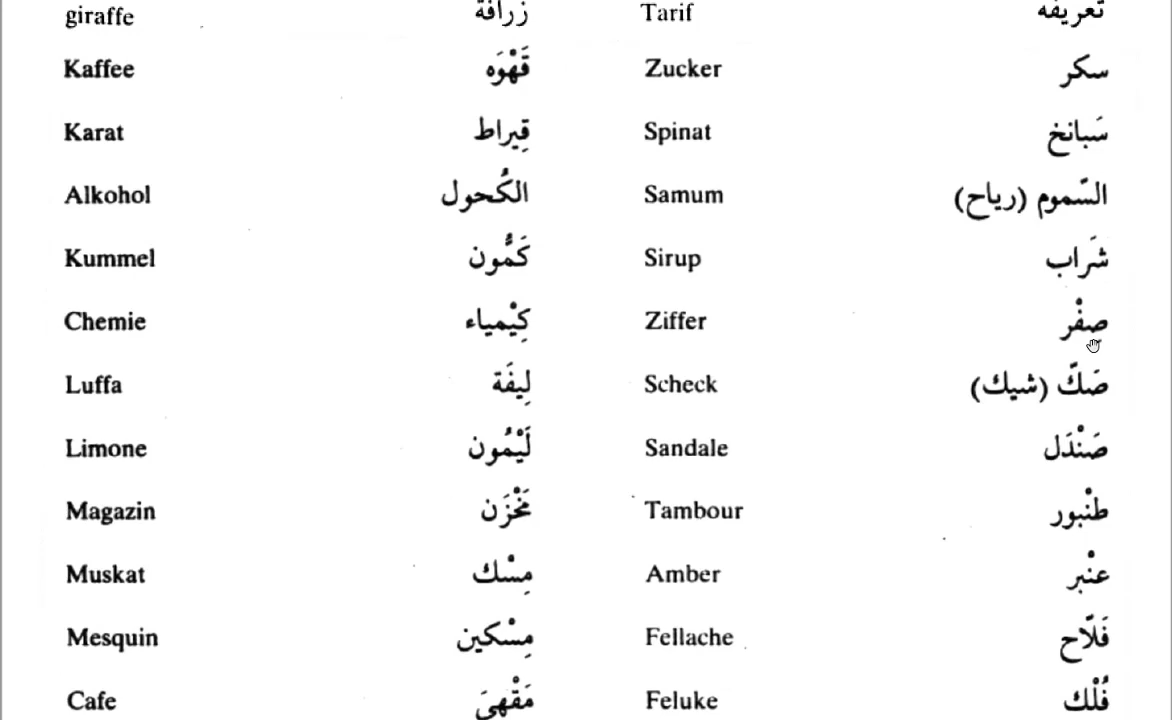 giraffe زرافة Tarif تعريفه
Kaffee قَهْوَه Zucker سكر
Karat قِيراط Spinat سَبانخ
Alkohol الكُحول Samum السّموم (رياح)
Kummel كَمُّون Sirup شَراب
Chemie كِيْمياء Ziffer صِفْر
Luffa لِيفَة Scheck صَكّ (شيك)
Limone لَيْمُون Sandale صَنْدَل
Magazin مَخْزَن Tambour طنْبور
Muskat مِسْك Amber عنْبر
Mesquin مِسْكين Fellache فَلّاح
Cafe مَقْهىَ Feluke فُلْك